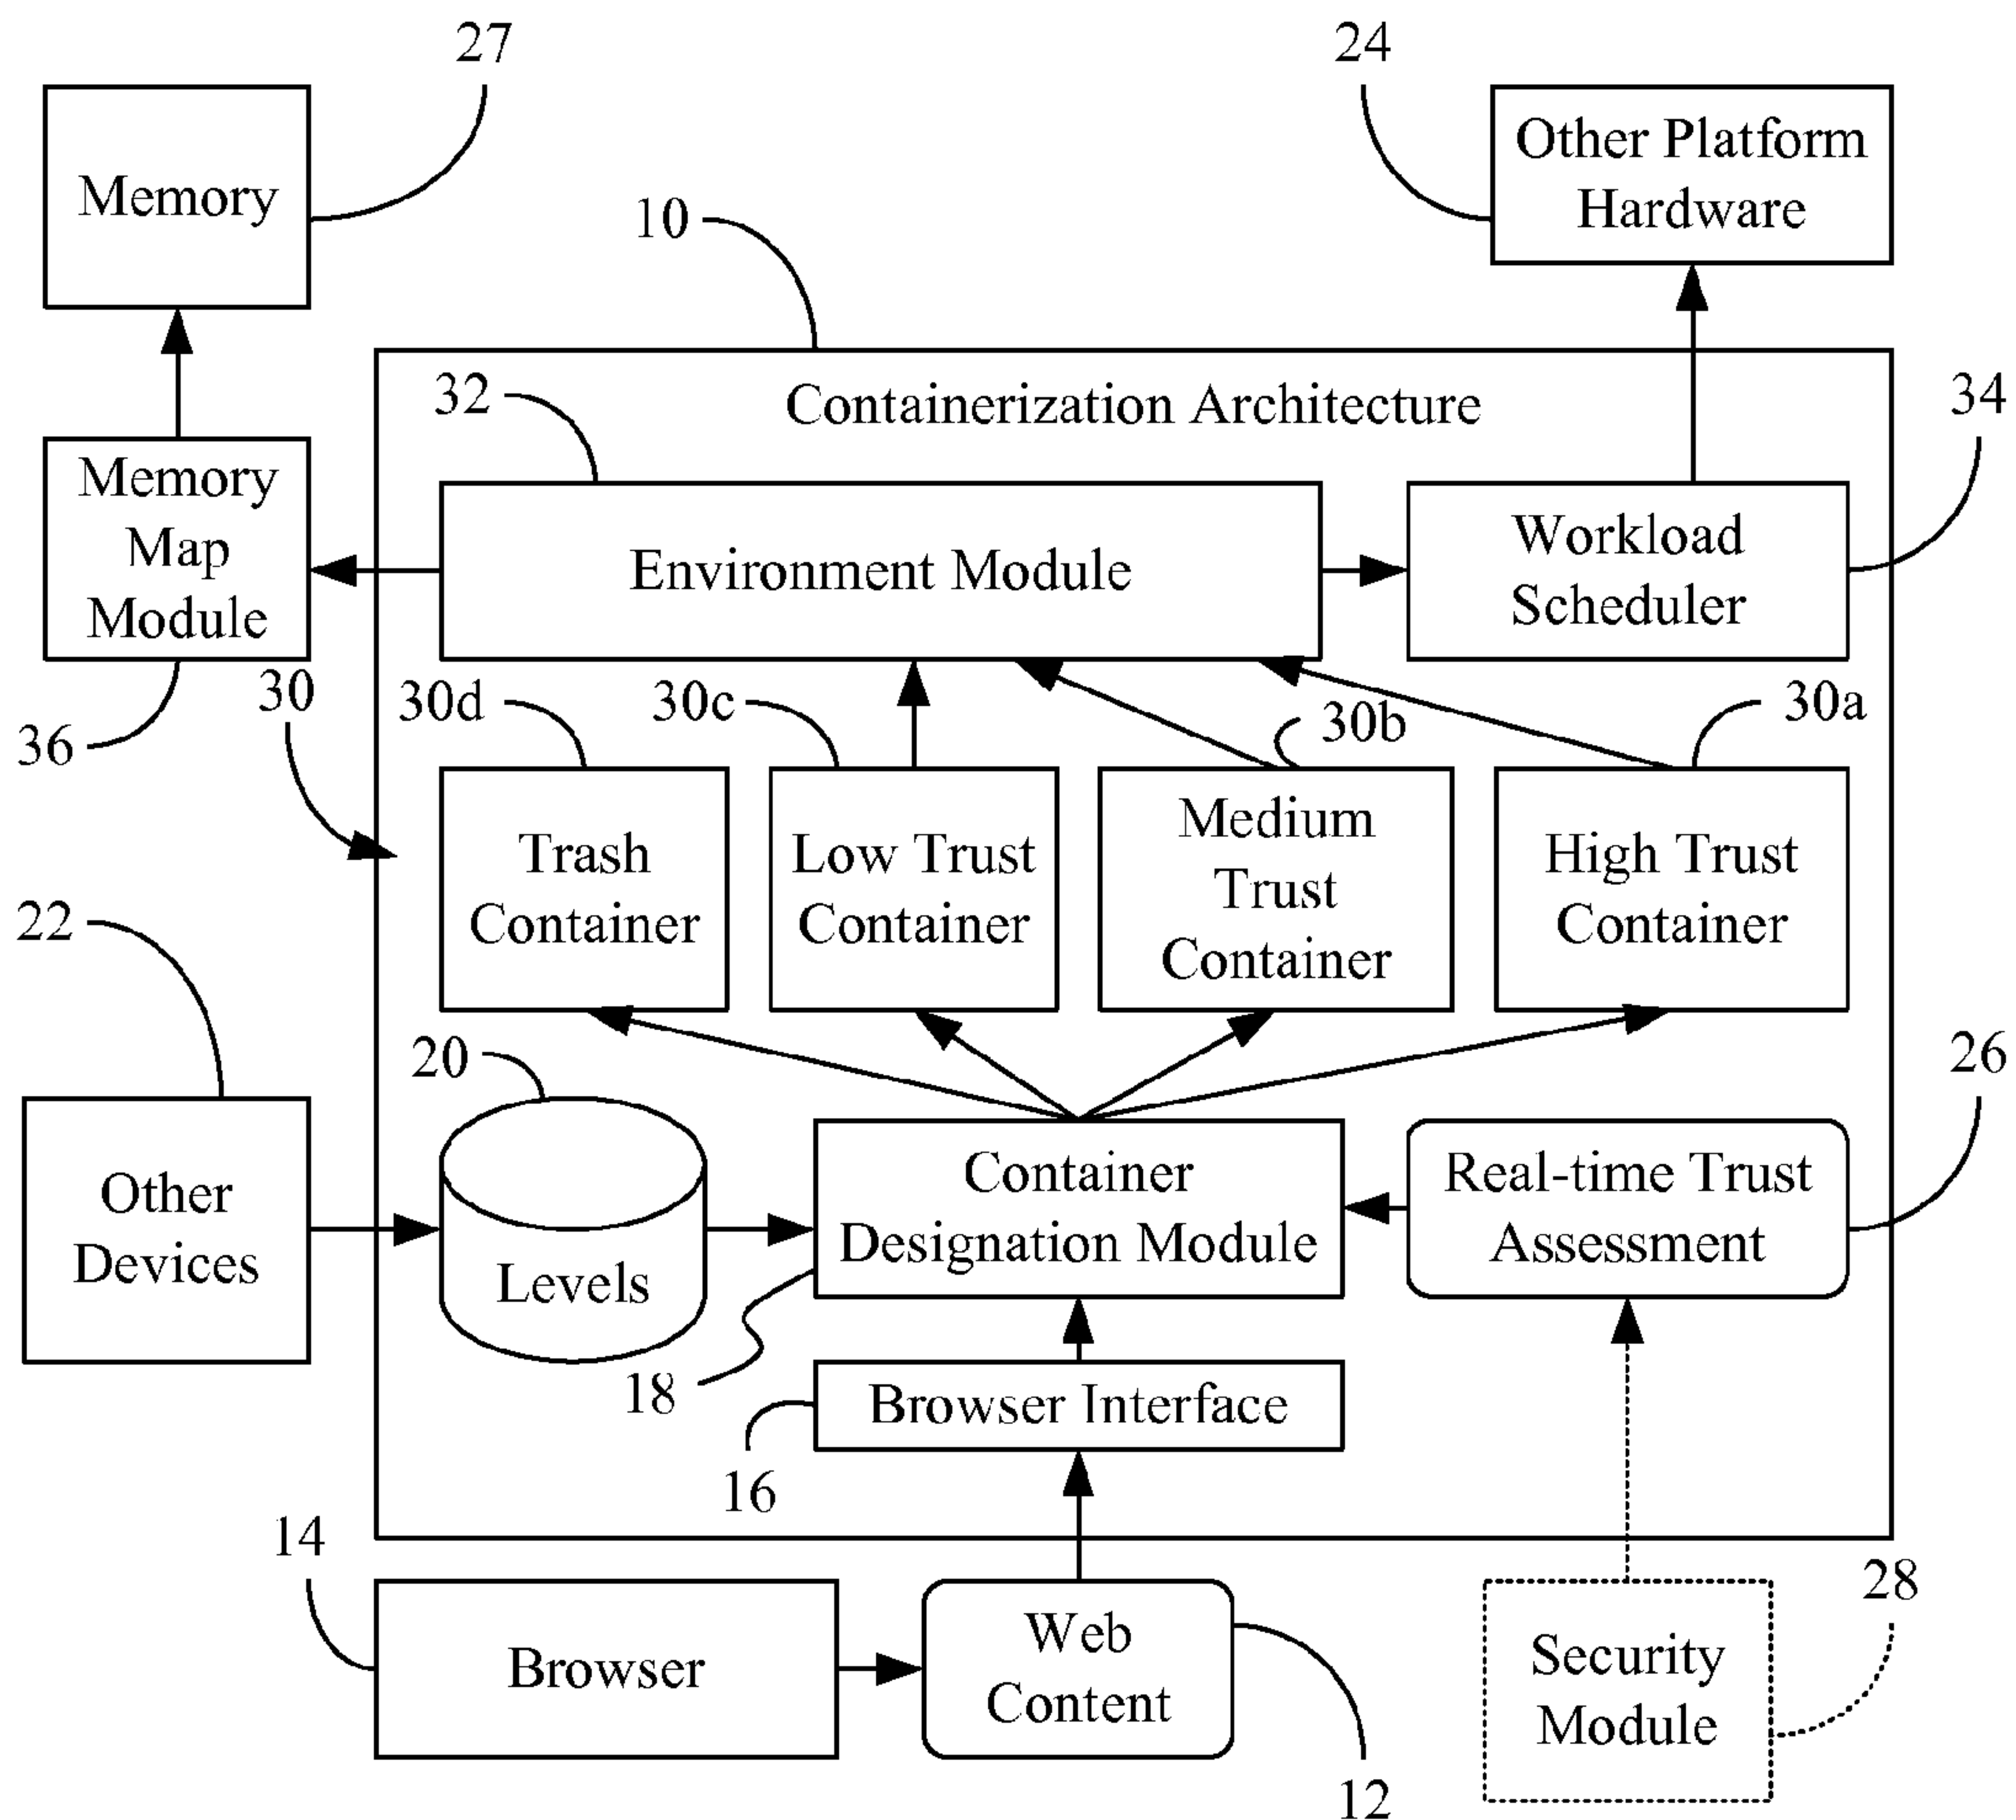 27
24
Memory
Other Platform
Hardware
10
32
Containerization Architecture
34
Memory
Map
Module
Environment Module
Workload
Scheduler
30
30d
30c
30b
30a
36
Trash
Container
Low Trust
Container
Medium
Trust
Container
High Trust
Container
22
20
26
Other
Devices
Levels
Container
Designation Module
Real-time Trust
Assessment
18
Browser Interface
16
14
28
Browser
Web
Content
Security
Module
12